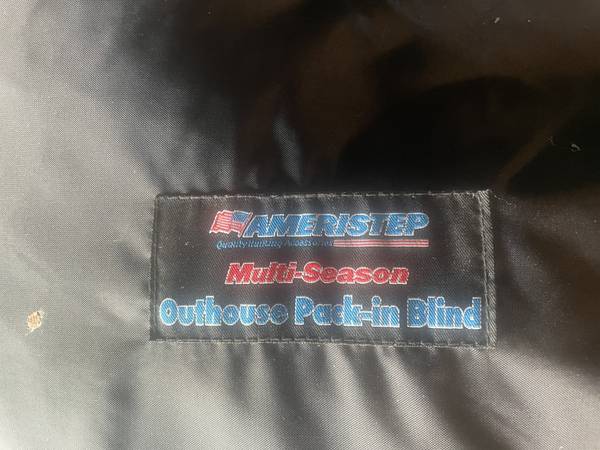 AMERISTEP
Quality Hunting Accessories
Multi-Season
Outhouse Pack-in Blind